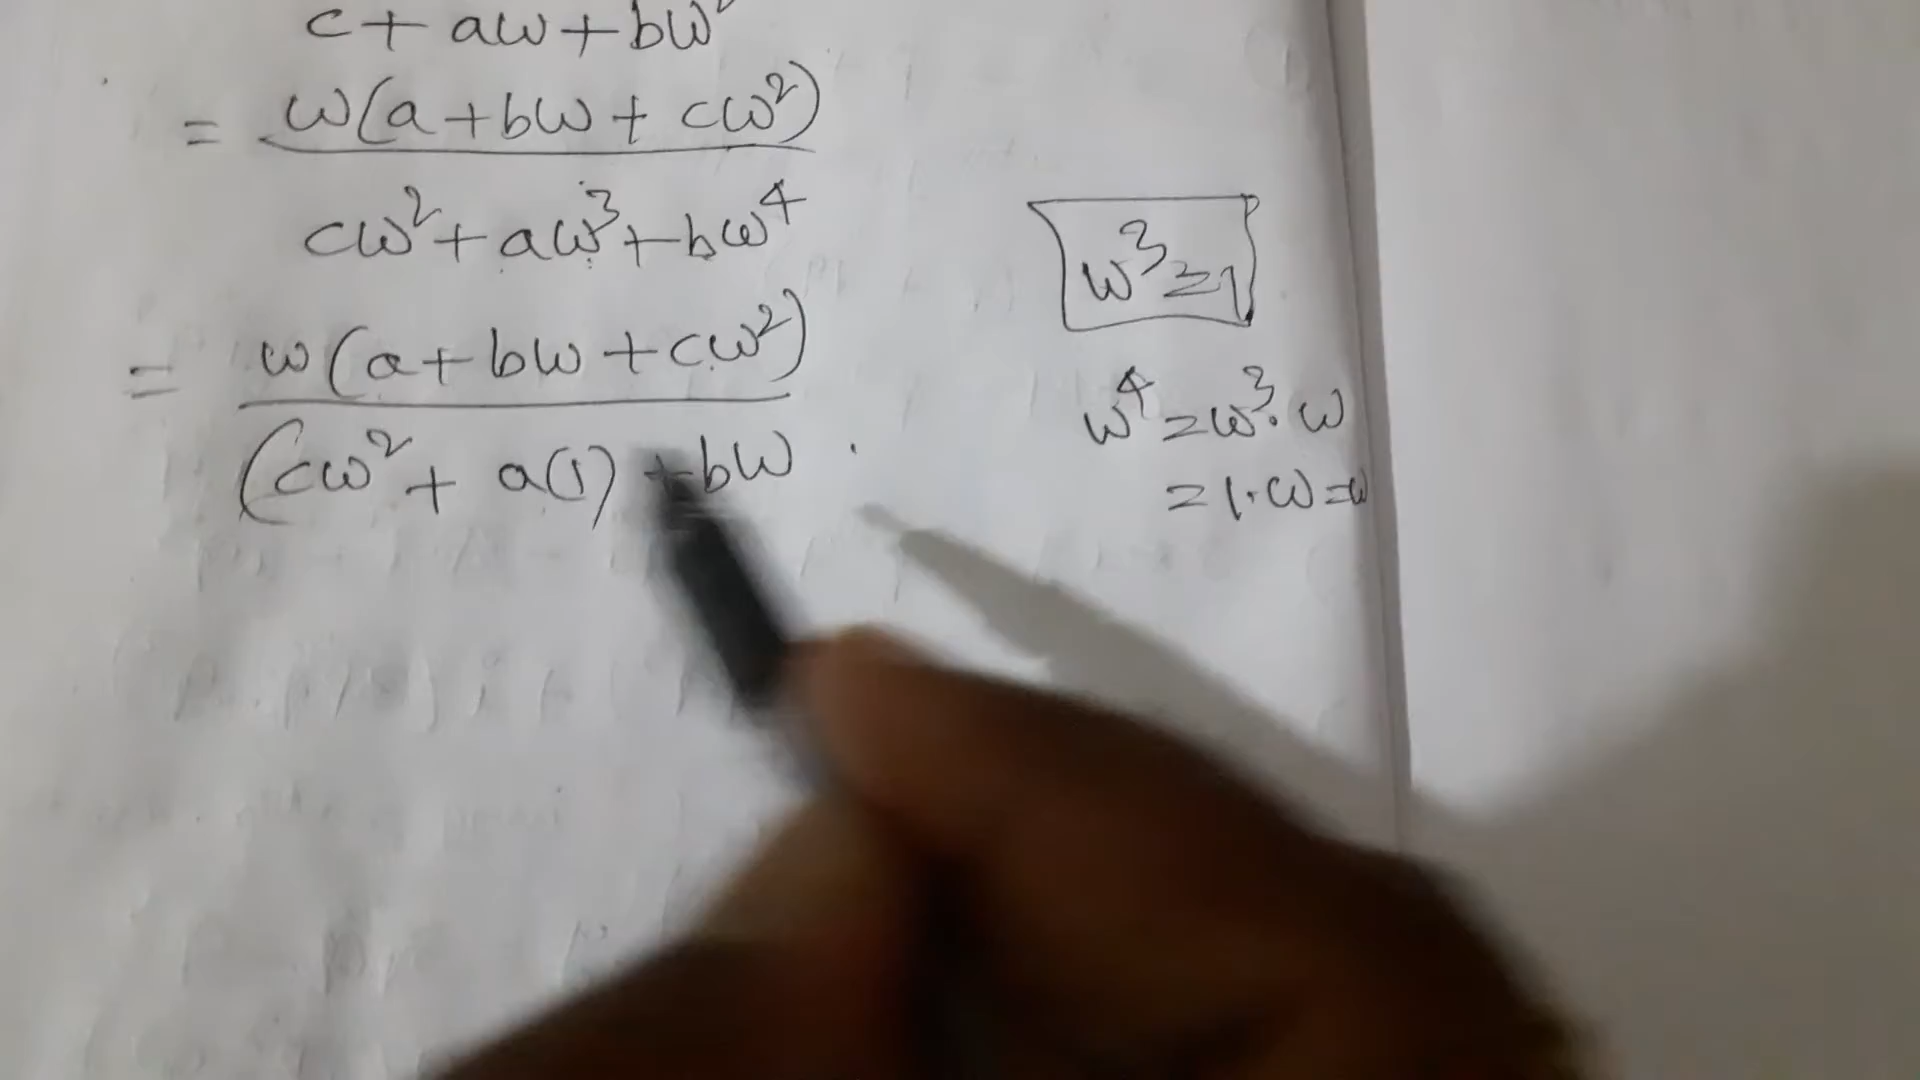 c + aω + bω²
= ω(a + bω + cω²)
cω² + aω³ + bω⁴
= ω(a + bω + cω²)
(cω² + a(1) + bω
ω³ = 1
ω⁴ = ω³·ω
= 1·ω = ω